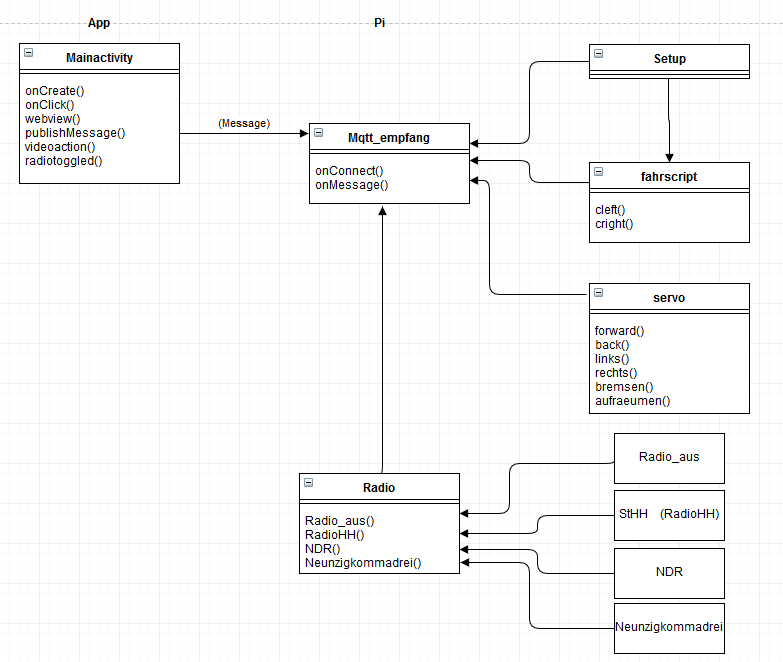 App
Pi
Mainactivity
onCreate()
onClick()
webview()
publishMessage()
videoaction()
radiotoggled()
(Message)
Mqtt_empfang
onConnect()
onMessage()
Setup
fahrscript
cleft()
cright()
servo
forward()
back()
links()
rechts()
bremsen()
aufraeumen()
Radio
Radio_aus()
RadioHH()
NDR()
Neunzigkommadrei()
Radio_aus
StHH (RadioHH)
NDR
Neunzigkommadrei